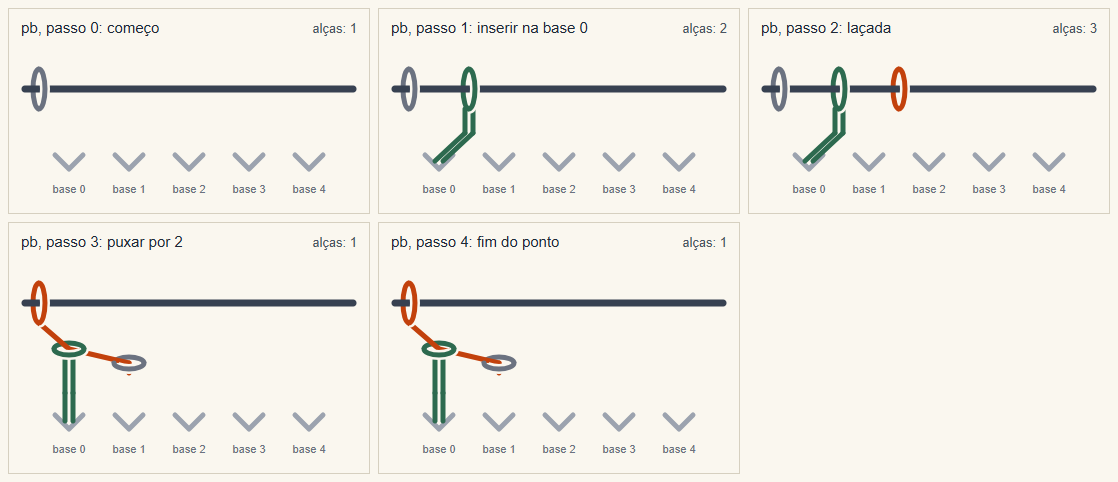 pb, passo 0: começo
alças: 1
base 0 base 1 base 2 base 3 base 4
pb, passo 1: inserir na base 0
alças: 2
base 0 base 1 base 2 base 3 base 4
pb, passo 2: laçada
alças: 3
base 0 base 1 base 2 base 3 base 4
pb, passo 3: puxar por 2
alças: 1
base 0 base 1 base 2 base 3 base 4
pb, passo 4: fim do ponto
alças: 1
base 0 base 1 base 2 base 3 base 4